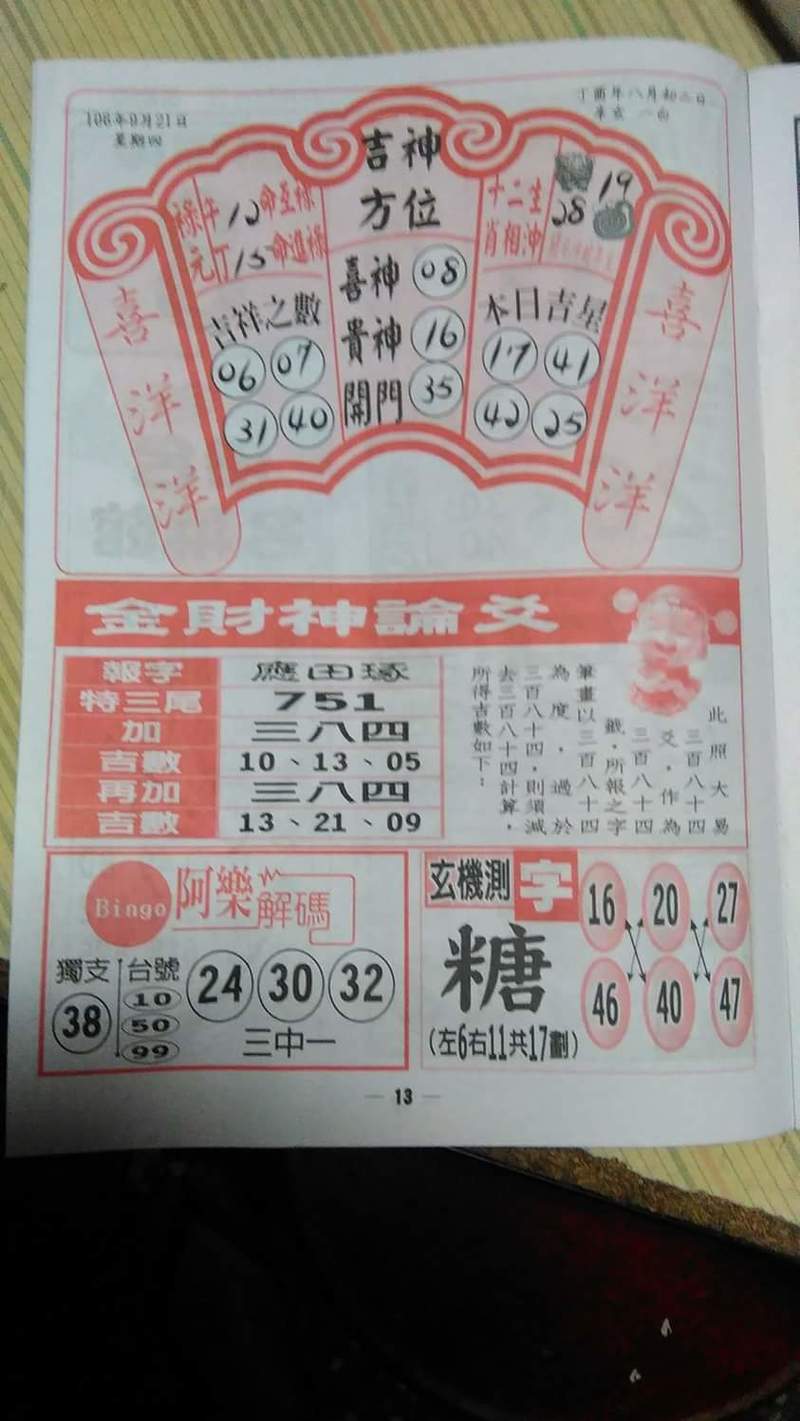 106年9月21日
星期四
丁酉年八月初二日
吉神
方位
祿元
午 12 命互祿
丁 15 命進祿
喜神 08
貴神 16
開門 35
十二生
肖相沖
19
28
吉祥之數
06 07
31 40
本日吉星
17 41
42 25
喜洋洋
喜洋洋
金財神論爻
報字 應田琢
特三尾 751
加 三八四
吉數 10、13、05
再加 三八四
吉數 13、21、09
此照大易
三百八十四
爻，作為
三百八十四
籤，所報之字
筆畫以三百八十四
為度，過於
三百八十四，則須減
去三百八十四計算，
所得吉數如下：
Bingo 阿樂解碼
獨支 38
台號 10 50 99
24 30 32
三中一
玄機測字
糖
(左6右11共17劃)
16 20 27
46 40 47
13